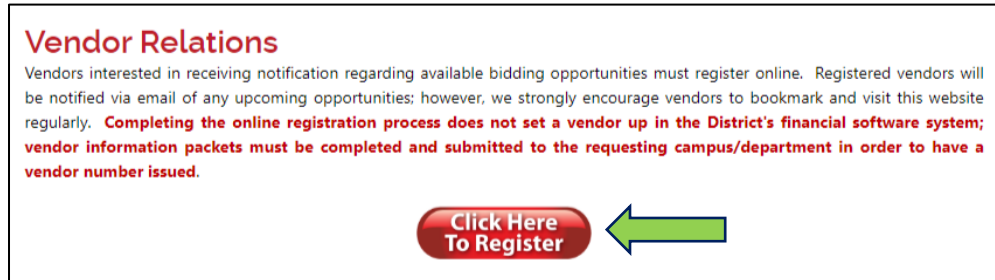 Vendor Relations
Vendors interested in receiving notification regarding available bidding opportunities must register online. Registered vendors will
be notified via email of any upcoming opportunities; however, we strongly encourage vendors to bookmark and visit this website
regularly. Completing the online registration process does not set a vendor up in the District's financial software system;
vendor information packets must be completed and submitted to the requesting campus/department in order to have a
vendor number issued.
Click Here
To Register